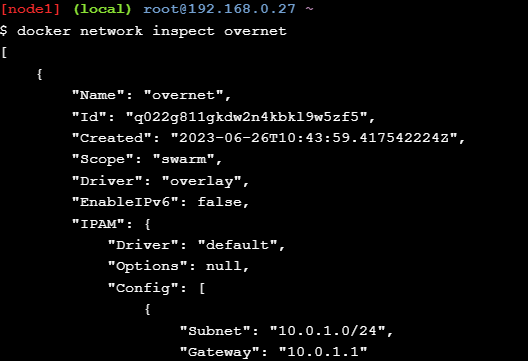 [node1] (local) root@192.168.0.27 ~
$ docker network inspect overnet
[
    {
        "Name": "overnet",
        "Id": "q022g811gkdw2n4kbkl9w5zf5",
        "Created": "2023-06-26T10:43:59.417542224Z",
        "Scope": "swarm",
        "Driver": "overlay",
        "EnableIPv6": false,
        "IPAM": {
            "Driver": "default",
            "Options": null,
            "Config": [
                {
                    "Subnet": "10.0.1.0/24",
                    "Gateway": "10.0.1.1"